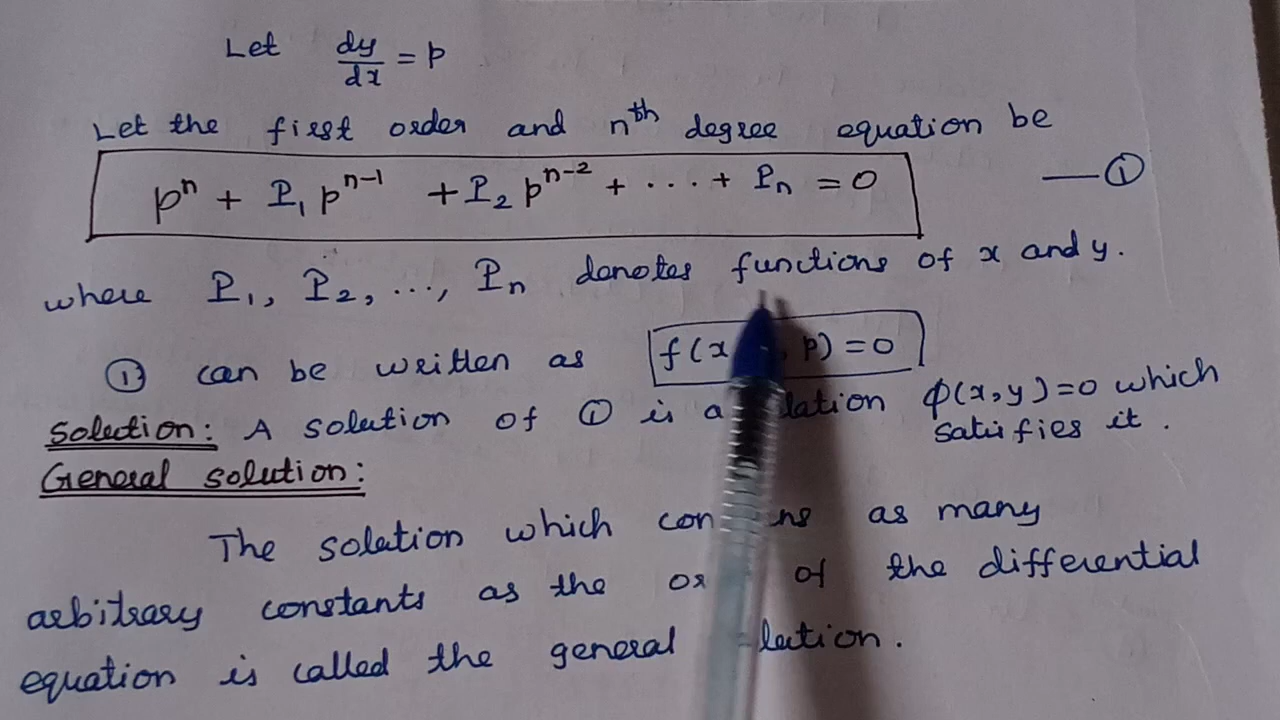 Let dy/dx = p
Let the first order and nth degree equation be
pⁿ + P₁ pⁿ⁻¹ + P₂ pⁿ⁻² + ... + Pₙ = 0 — ①
where P₁, P₂, ..., Pₙ denotes functions of x and y.
① can be written as f(x , p) = 0
Solution: A solution of ① is a φ(x, y) = 0 which
satisfies it.
General solution:
The solution which as many
arbitrary constants as the of the differential
equation is called the general